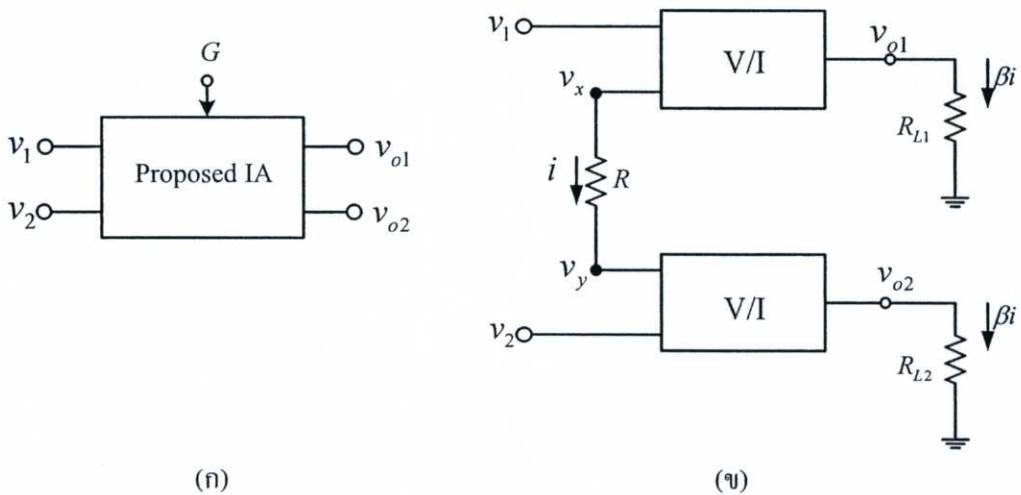 G
v1
v2
Proposed IA
vo1
vo2
(ก)
v1
V/I
vo1
βi
RL1
vx
i
R
vy
v2
V/I
vo2
βi
RL2
(ข)